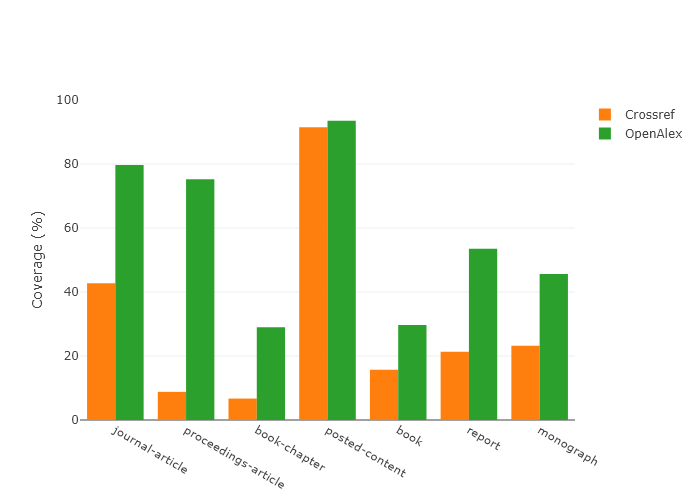 100
80
60
40
20
0
Coverage (%)
journal-article
proceedings-article
book-chapter
posted-content
book
report
monograph
Crossref
OpenAlex